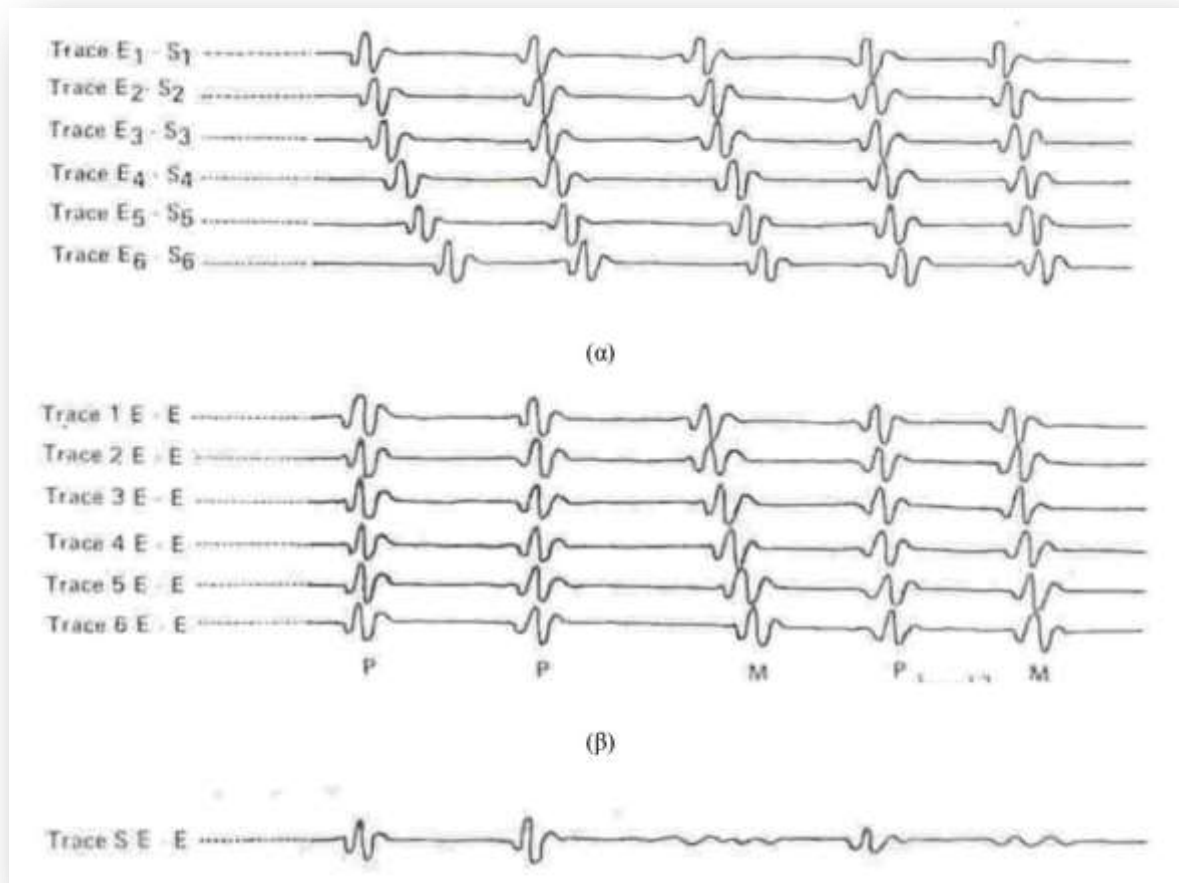 Trace E1 - S1
Trace E2 - S2
Trace E3 - S3
Trace E4 - S4
Trace E5 - S5
Trace E6 - S6
(α)
Trace 1 E - E
Trace 2 E - E
Trace 3 E - E
Trace 4 E - E
Trace 5 E - E
Trace 6 E - E
P P M P M
(β)
Trace S E - E